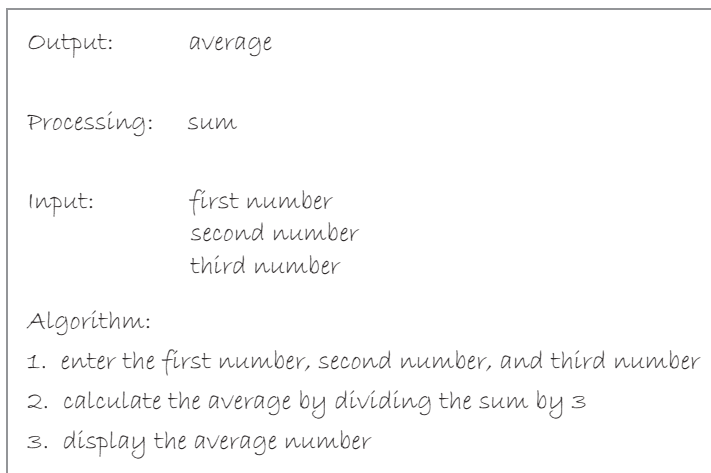 Output: average
Processing: sum
Input: first number
second number
third number
Algorithm:
1. enter the first number, second number, and third number
2. calculate the average by dividing the sum by 3
3. display the average number